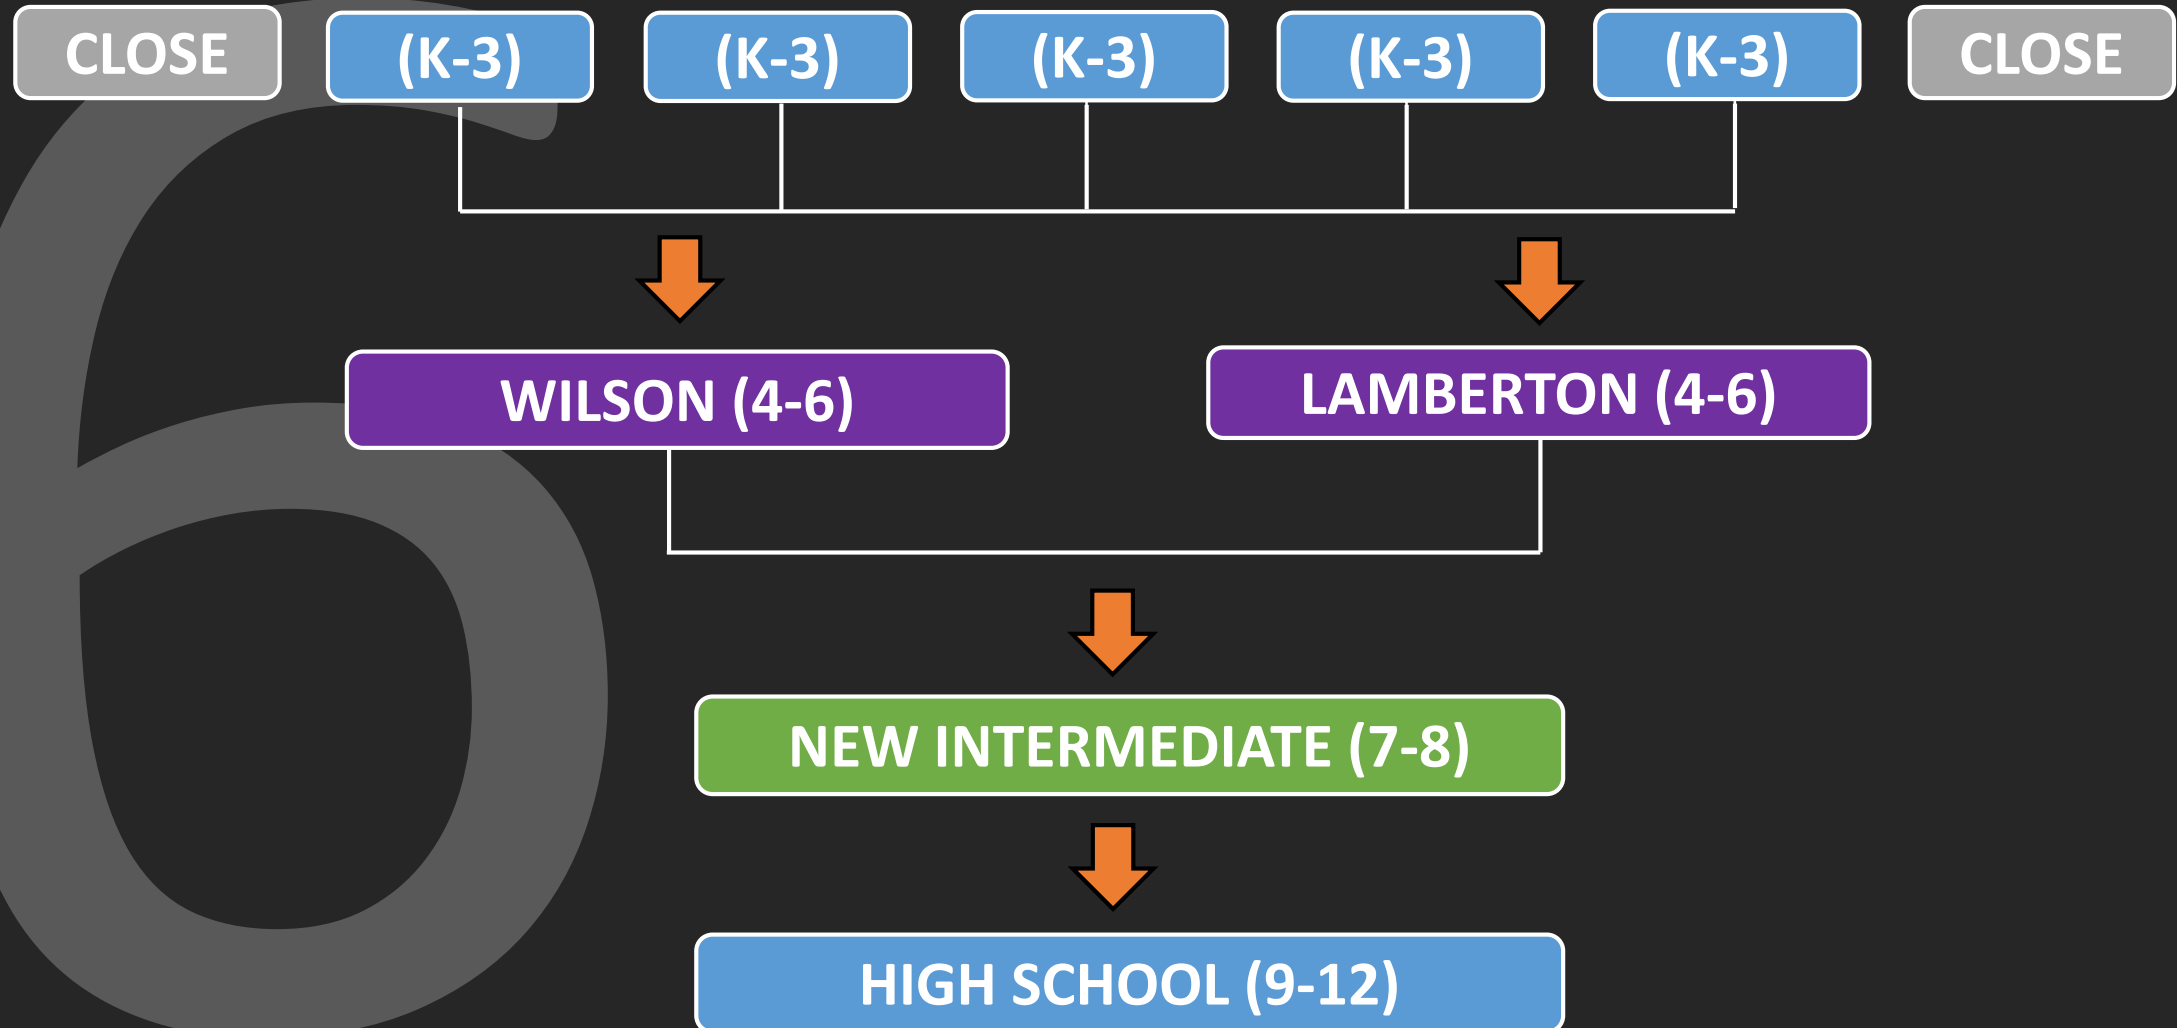 6
CLOSE
(K-3)
(K-3)
(K-3)
(K-3)
(K-3)
CLOSE
WILSON (4-6)
LAMBERTON (4-6)
NEW INTERMEDIATE (7-8)
HIGH SCHOOL (9-12)